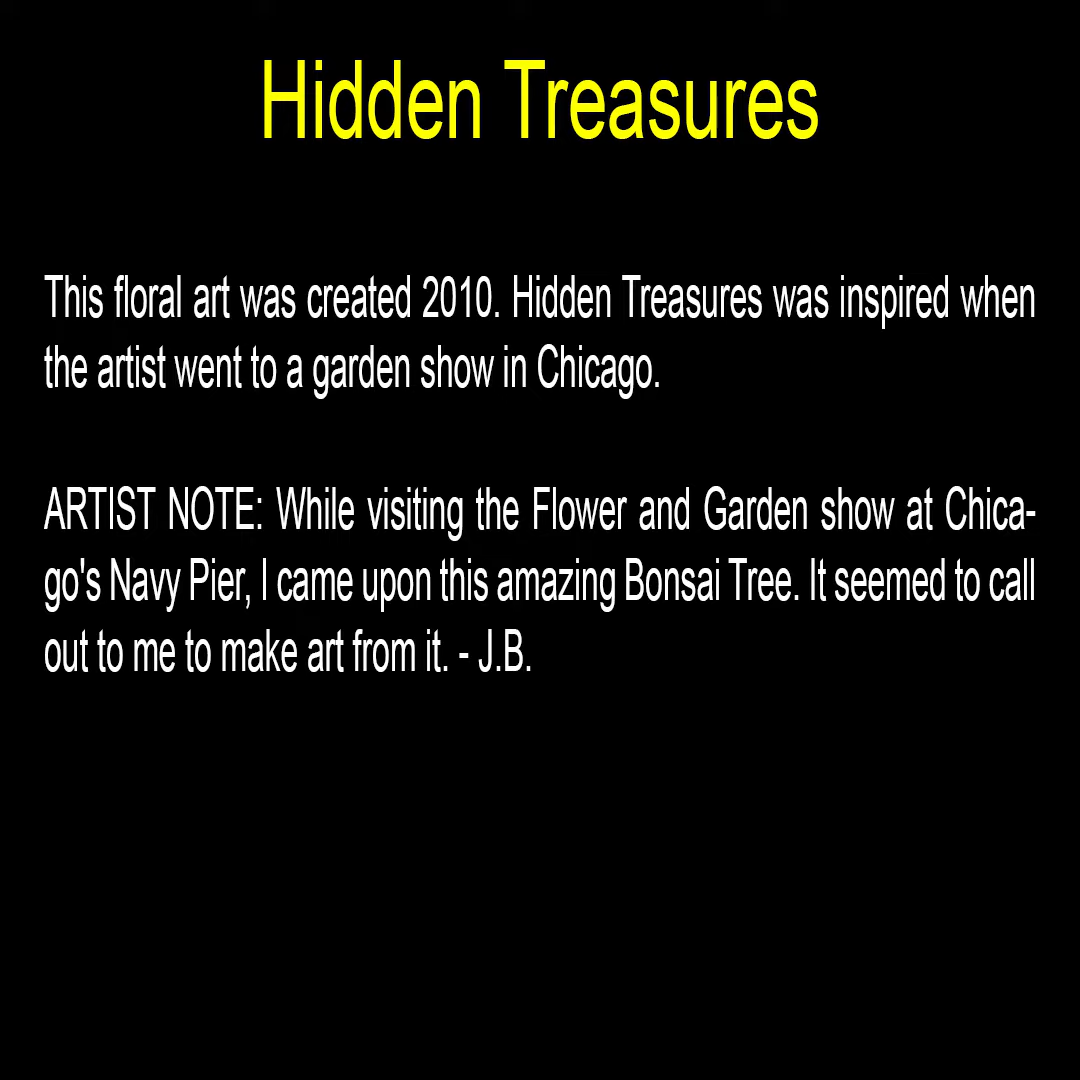 Hidden Treasures
This floral art was created 2010. Hidden Treasures was inspired when
the artist went to a garden show in Chicago.
ARTIST NOTE: While visiting the Flower and Garden show at Chica-
go's Navy Pier, I came upon this amazing Bonsai Tree. It seemed to call
out to me to make art from it. - J.B.